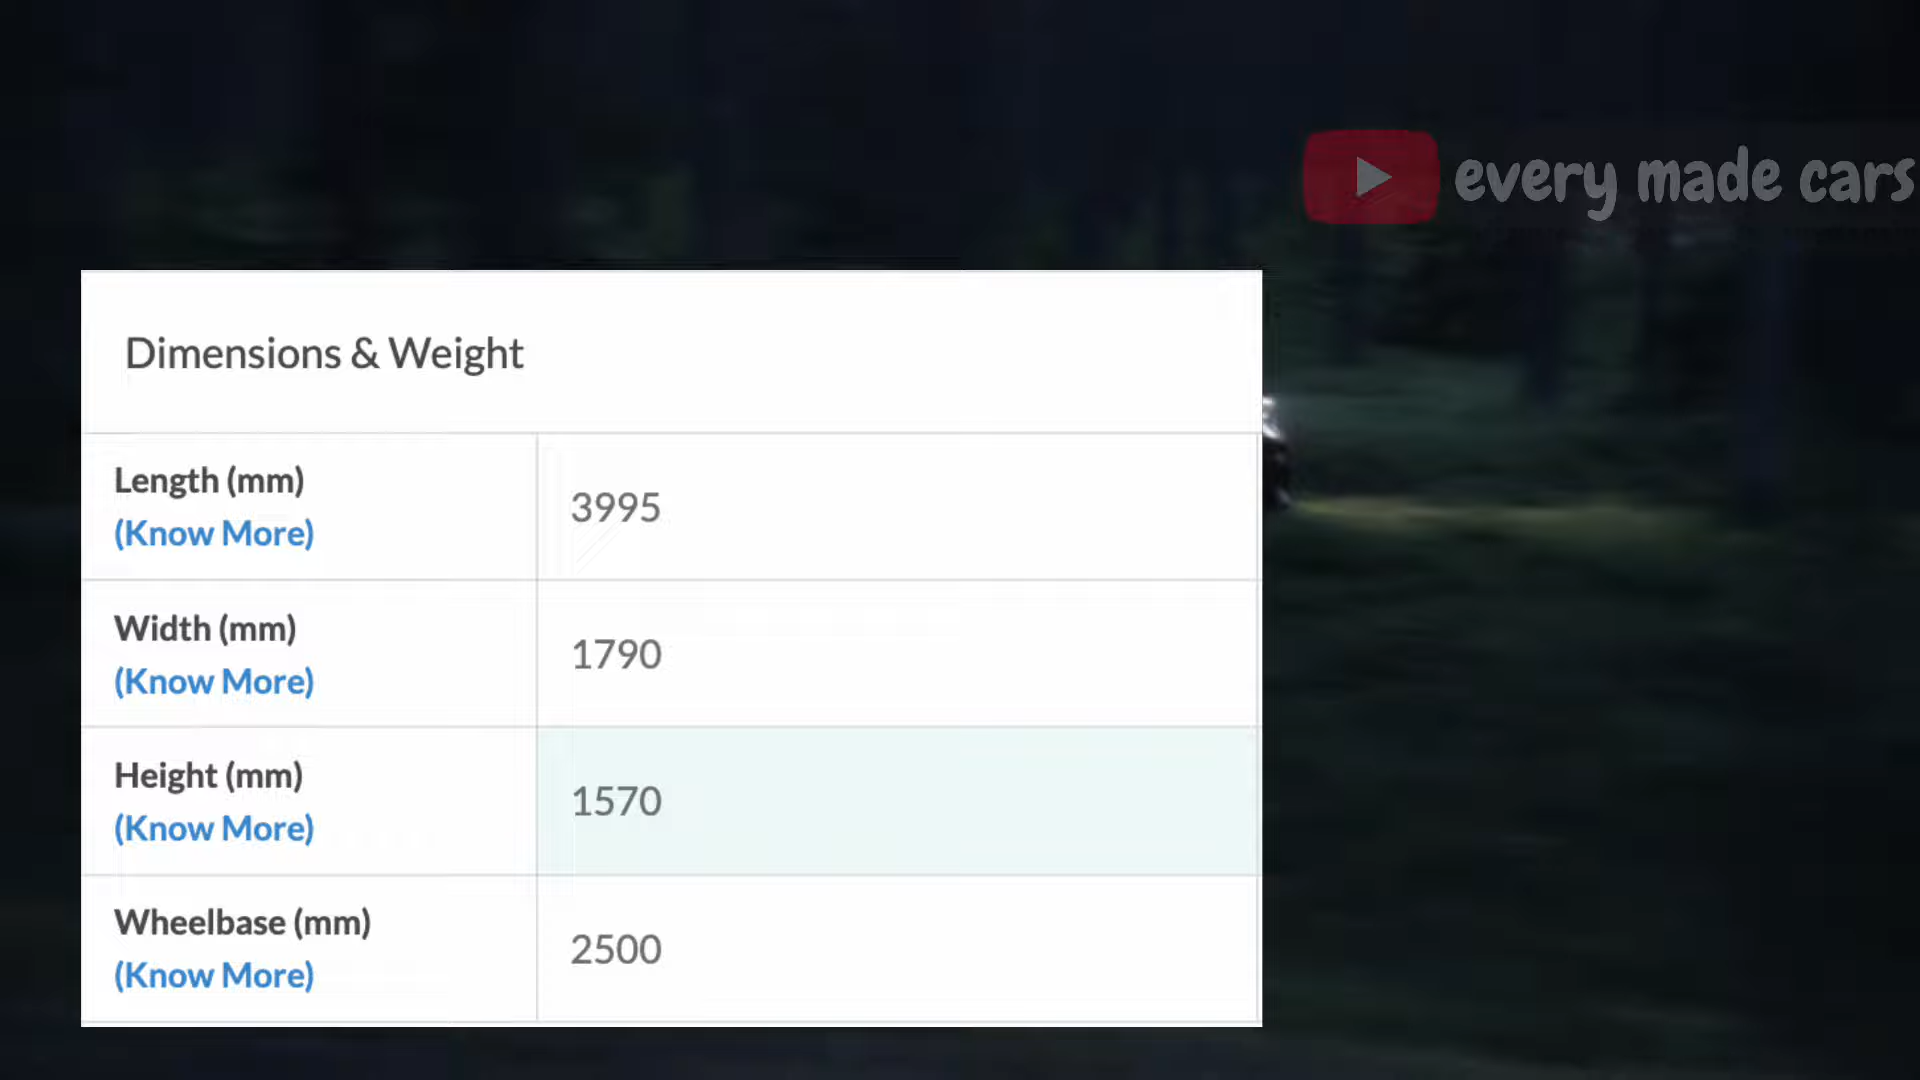 every made cars
Dimensions & Weight
Length (mm)
(Know More)
3995
Width (mm)
(Know More)
1790
Height (mm)
(Know More)
1570
Wheelbase (mm)
(Know More)
2500